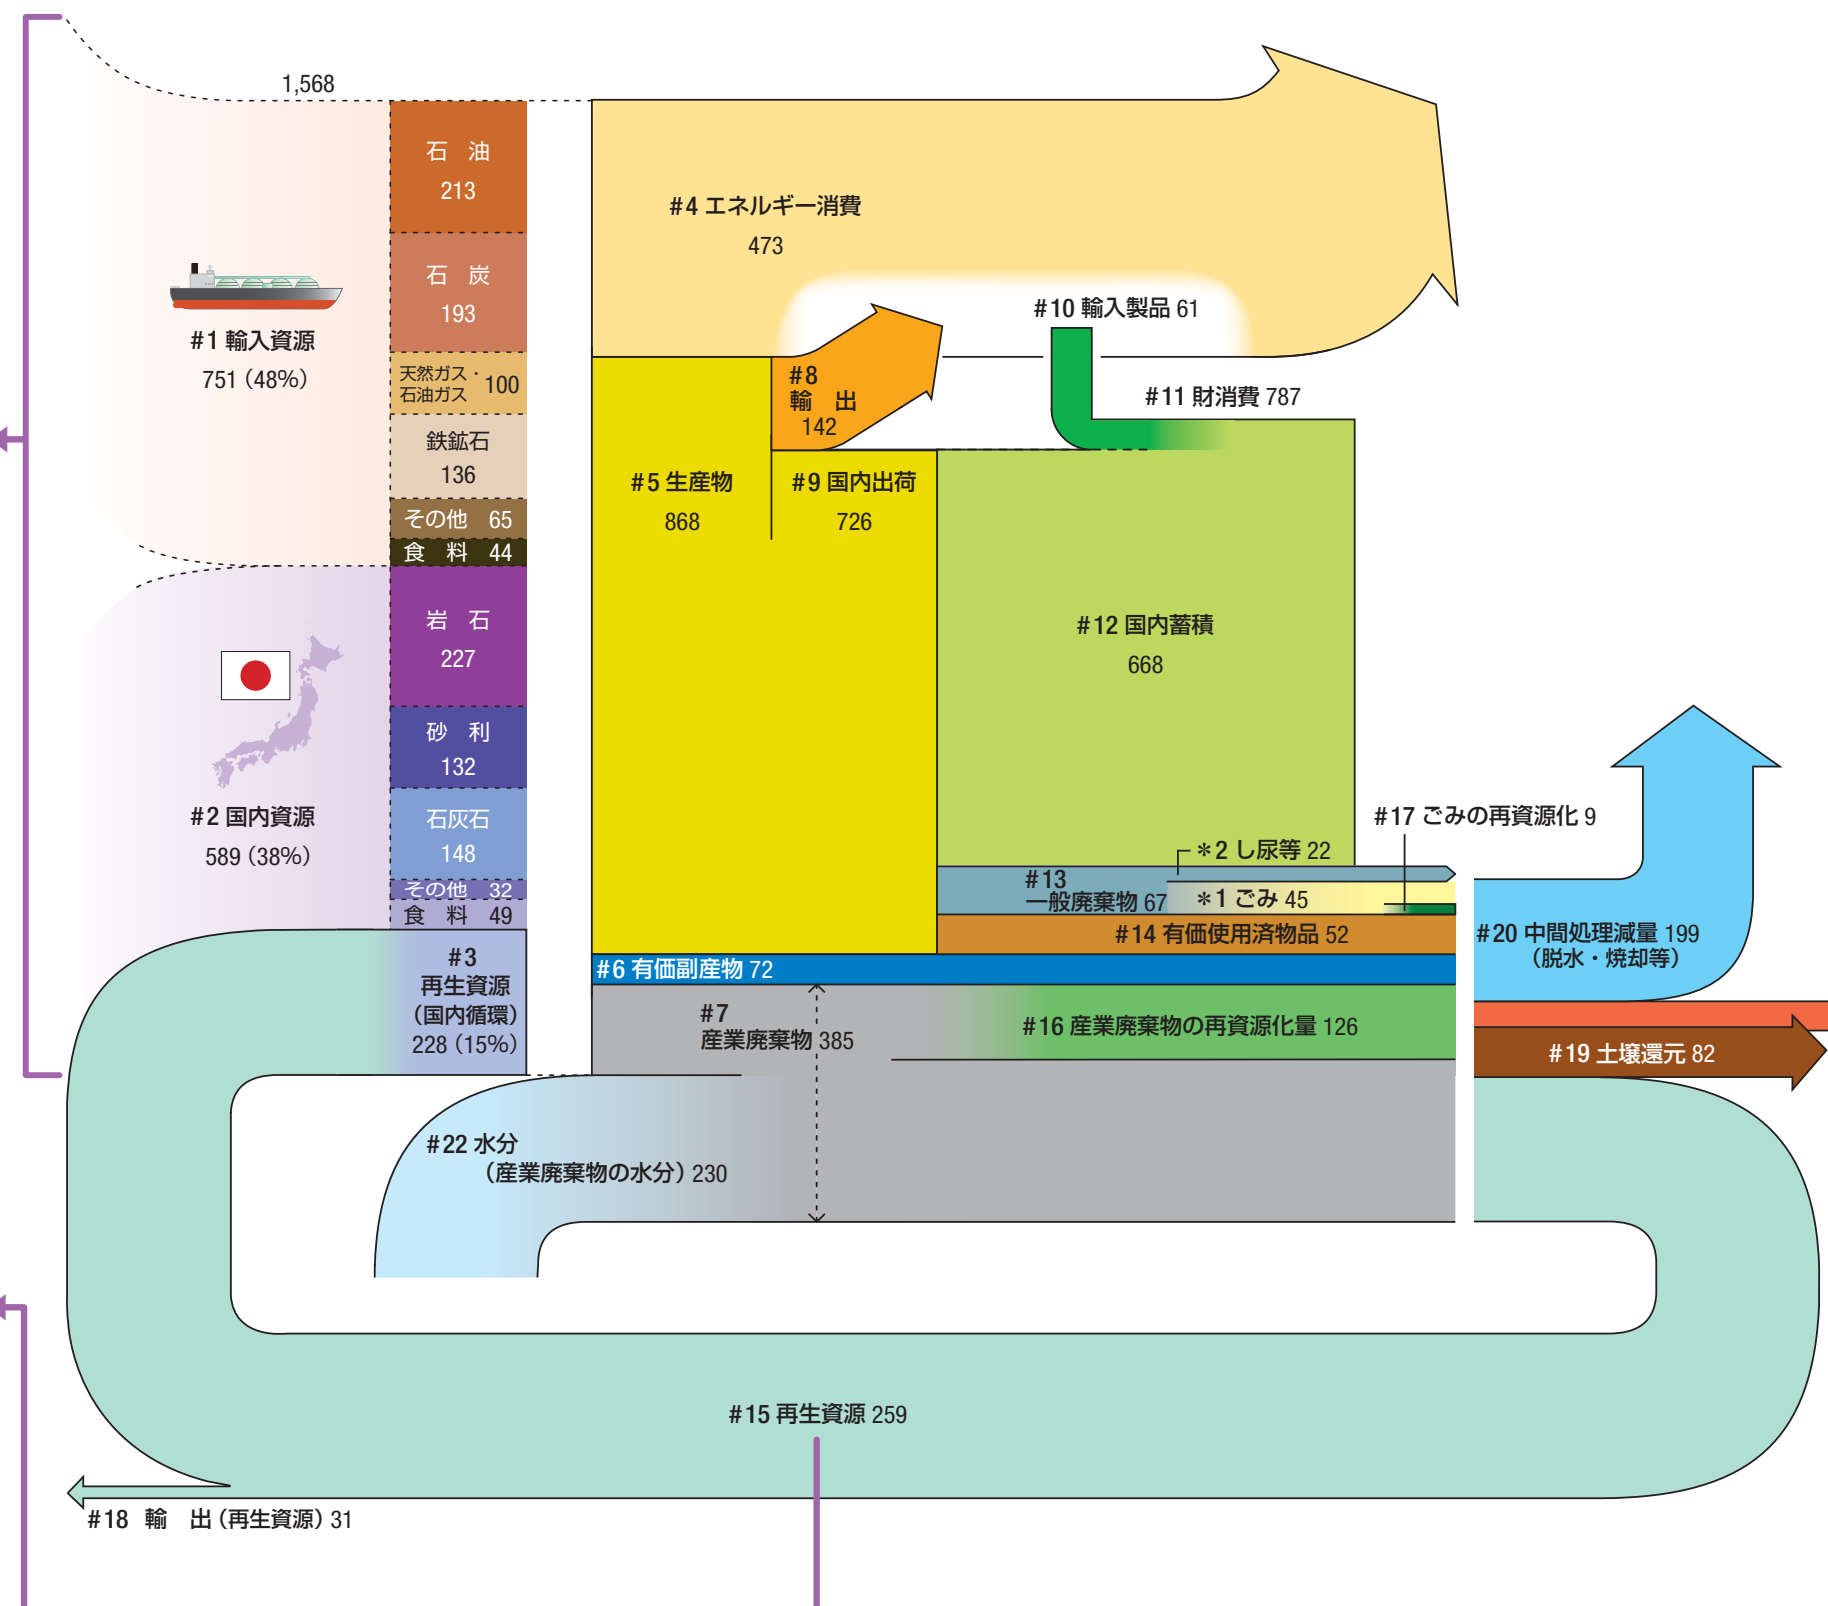 1,568
石　油
213
石　炭
193
天然ガス・
石油ガス
100
鉄鉱石
136
その他 65
食　料 44
#1 輸入資源
751（48%）
岩　石
227
砂　利
132
石灰石
148
その他 32
食　料 49
#2 国内資源
589（38%）
#3
再生資源
（国内循環）
228（15%）
#4 エネルギー消費
473
#8
輸　出
142
#10 輸入製品 61
#11 財消費 787
#5 生産物
868
#9 国内出荷
726
#12 国内蓄積
668
#17 ごみの再資源化 9
＊2 し尿等 22
#13
一般廃棄物 67
＊1 ごみ 45
#14 有価使用済物品 52
#6 有価副産物 72
#7
産業廃棄物 385
#16 産業廃棄物の再資源化量 126
#20 中間処理減量 199
（脱水・焼却等）
#19 土壌還元 82
#22 水分
（産業廃棄物の水分）230
#15 再生資源 259
#18 輸　出（再生資源）31